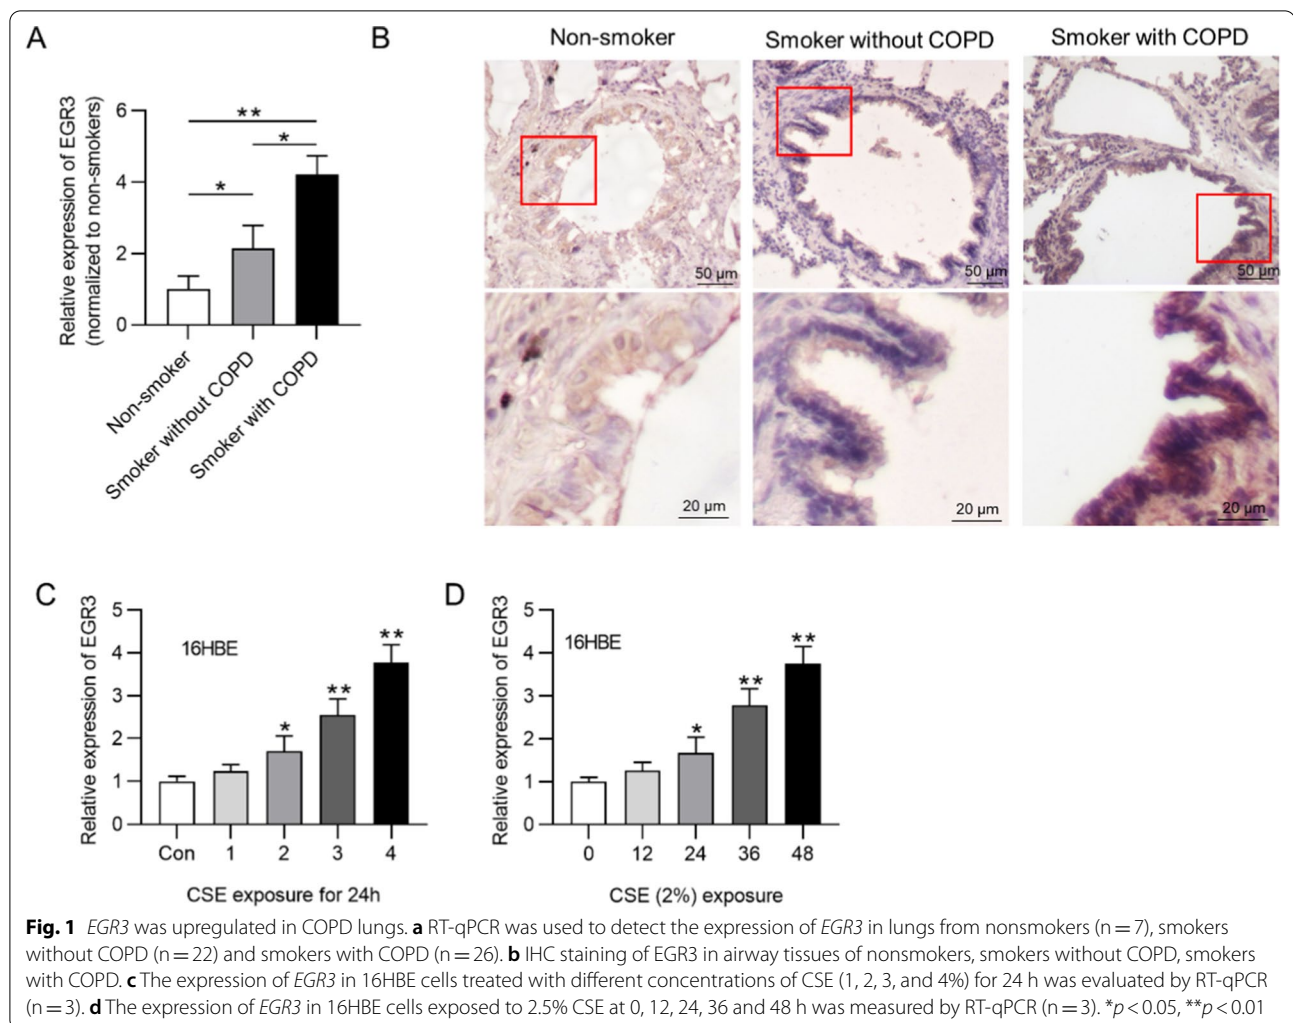 A
Relative expression of EGR3
(normalized to non-smokers)
6
4
2
0
**
*
*
Non-smoker
Smoker without COPD
Smoker with COPD
B
Non-smoker
Smoker without COPD
Smoker with COPD
50 µm
50 µm
50 µm
20 µm
20 µm
20 µm
C
Relative expression of EGR3
5
4
3
2
1
0
16HBE
*
**
**
Con 1 2 3 4
CSE exposure for 24h
D
Relative expression of EGR3
5
4
3
2
1
0
16HBE
*
**
**
0 12 24 36 48
CSE (2%) exposure
Fig. 1 EGR3 was upregulated in COPD lungs. a RT-qPCR was used to detect the expression of EGR3 in lungs from nonsmokers (n = 7), smokers
without COPD (n = 22) and smokers with COPD (n = 26). b IHC staining of EGR3 in airway tissues of nonsmokers, smokers without COPD, smokers
with COPD. c The expression of EGR3 in 16HBE cells treated with different concentrations of CSE (1, 2, 3, and 4%) for 24 h was evaluated by RT-qPCR
(n = 3). d The expression of EGR3 in 16HBE cells exposed to 2.5% CSE at 0, 12, 24, 36 and 48 h was measured by RT-qPCR (n = 3). *p < 0.05, **p < 0.01